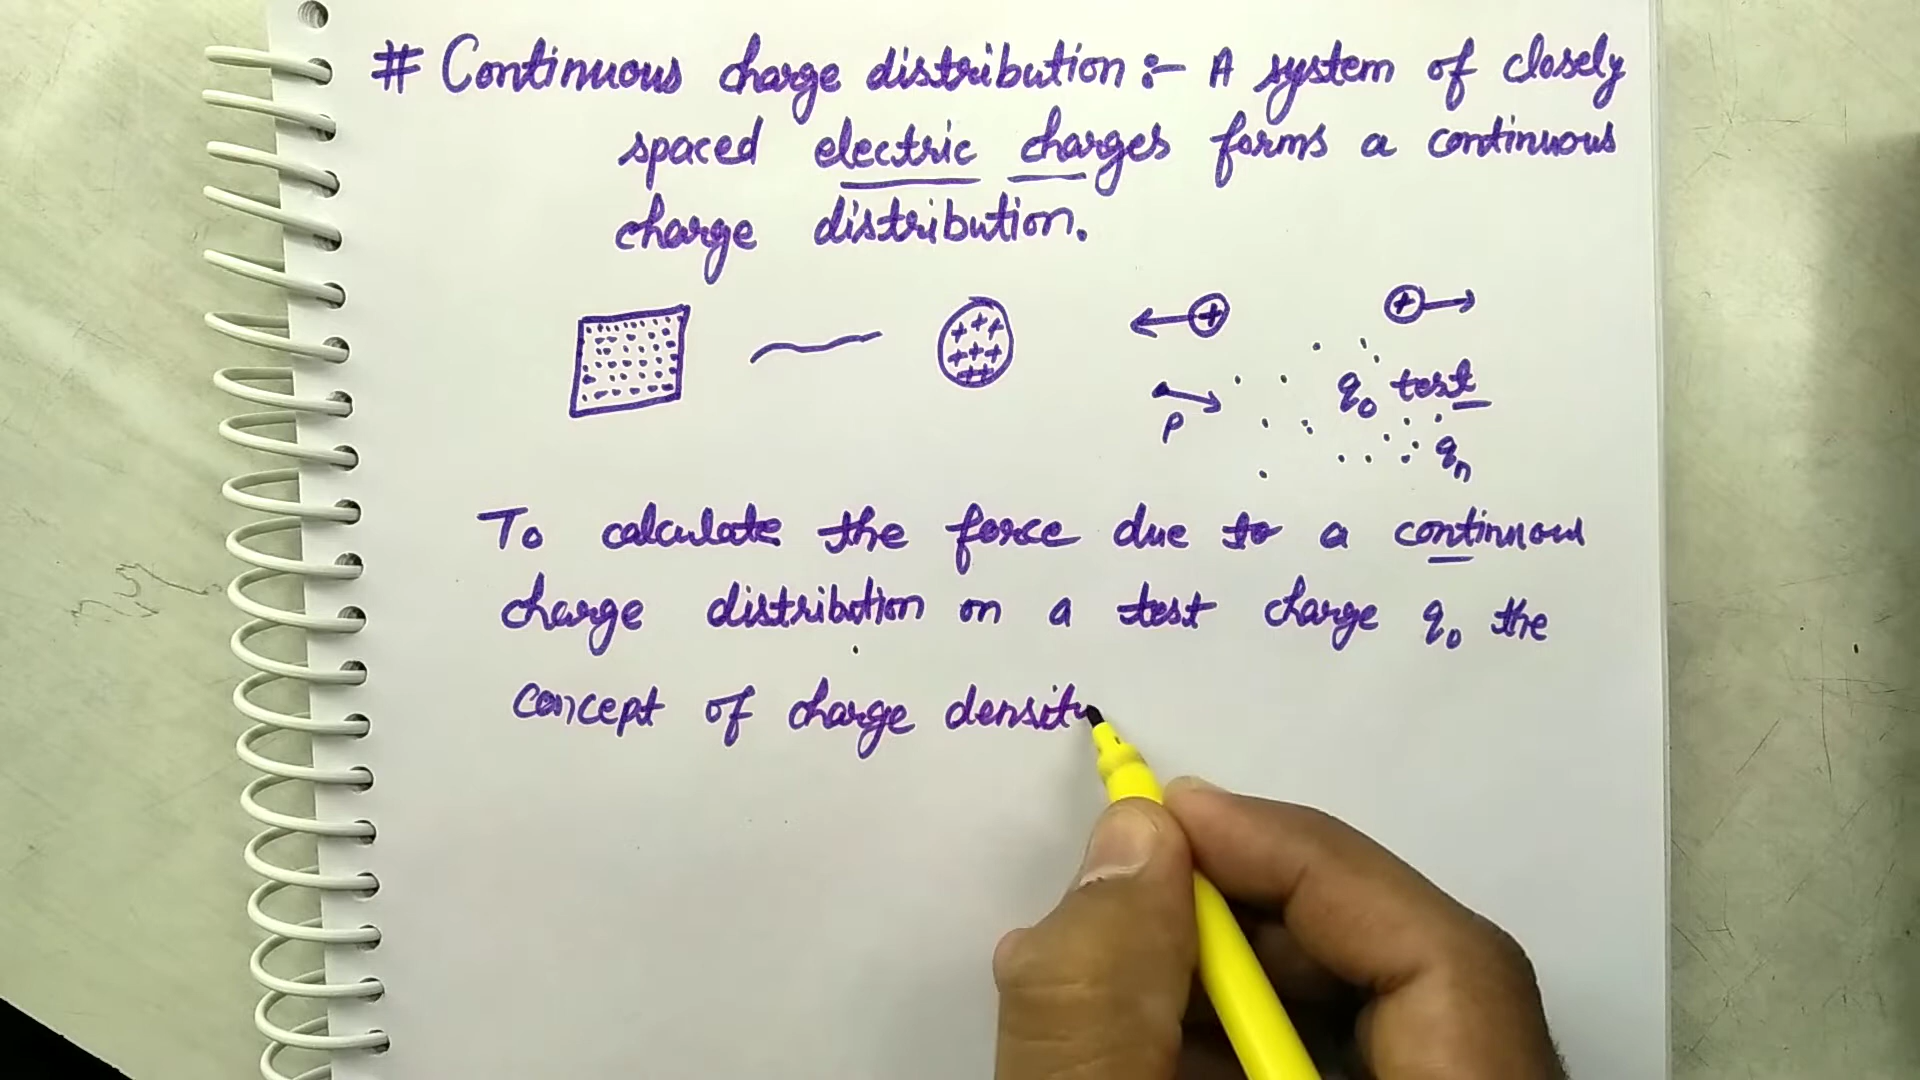 # Continuous charge distribution :- A system of closely
spaced electric charges forms a continuous
charge distribution.
+ +
+ + +
+ + +
+ + +
q₀ test
P
qₙ
To calculate the force due to a continuous
charge distribution on a test charge q₀ the
concept of charge density